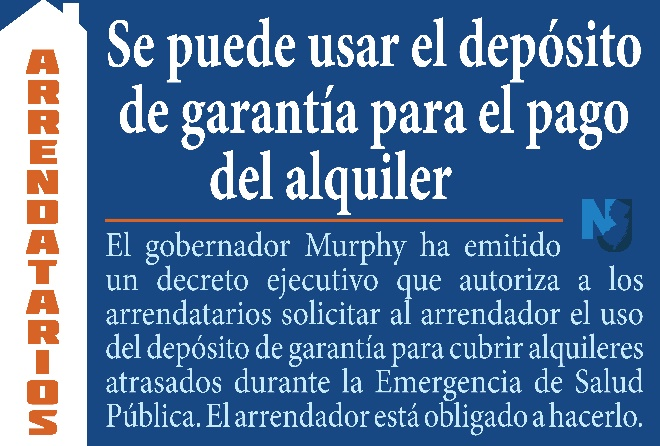 ARRENDATARIOS
Se puede usar el depósito
de garantía para el pago
del alquiler
NJ
El gobernador Murphy ha emitido
un decreto ejecutivo que autoriza a los
arrendatarios solicitar al arrendador el uso
del depósito de garantía para cubrir alquileres
atrasados durante la Emergencia de Salud
Pública. El arrendador está obligado a hacerlo.